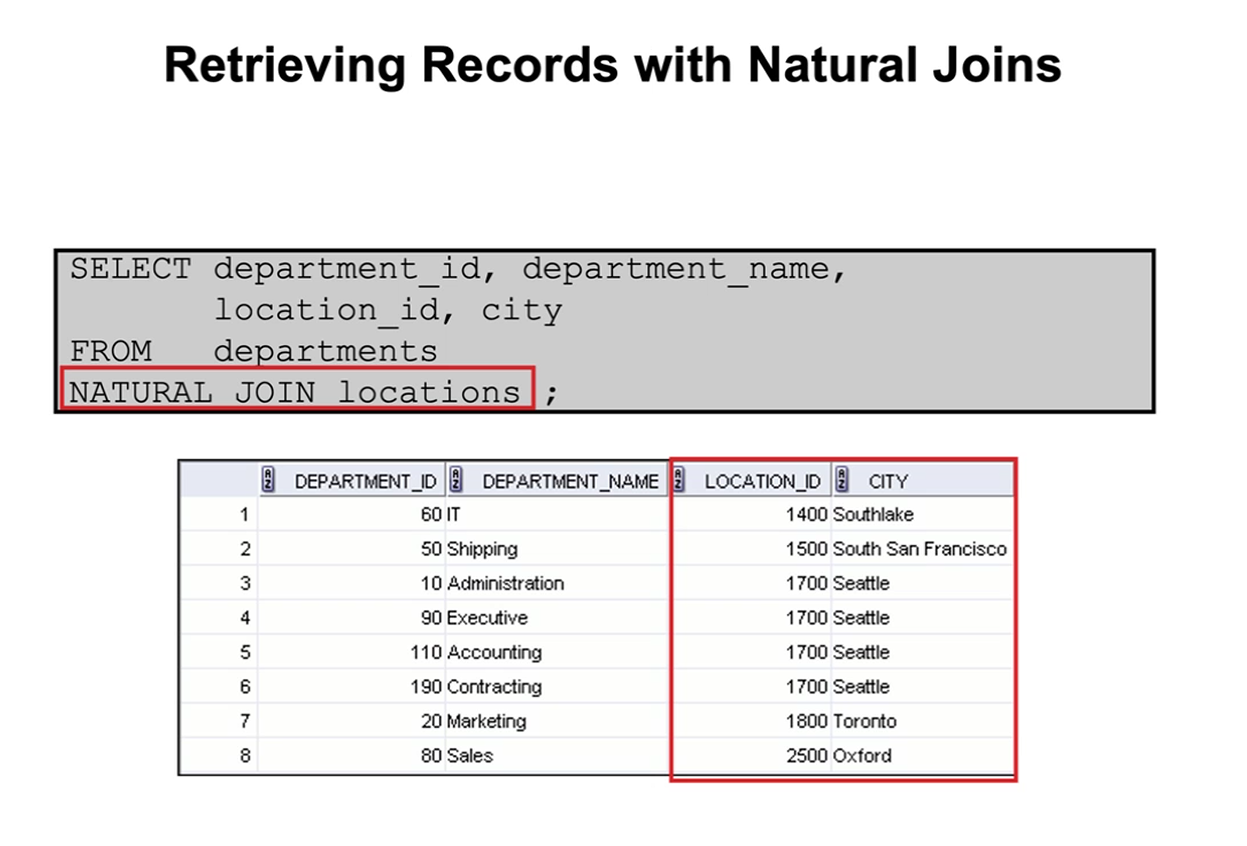 Retrieving Records with Natural Joins
SELECT department_id, department_name,
location_id, city
FROM departments
NATURAL JOIN locations ;
DEPARTMENT_ID DEPARTMENT_NAME LOCATION_ID CITY
1 60 IT 1400 Southlake
2 50 Shipping 1500 South San Francisco
3 10 Administration 1700 Seattle
4 90 Executive 1700 Seattle
5 110 Accounting 1700 Seattle
6 190 Contracting 1700 Seattle
7 20 Marketing 1800 Toronto
8 80 Sales 2500 Oxford